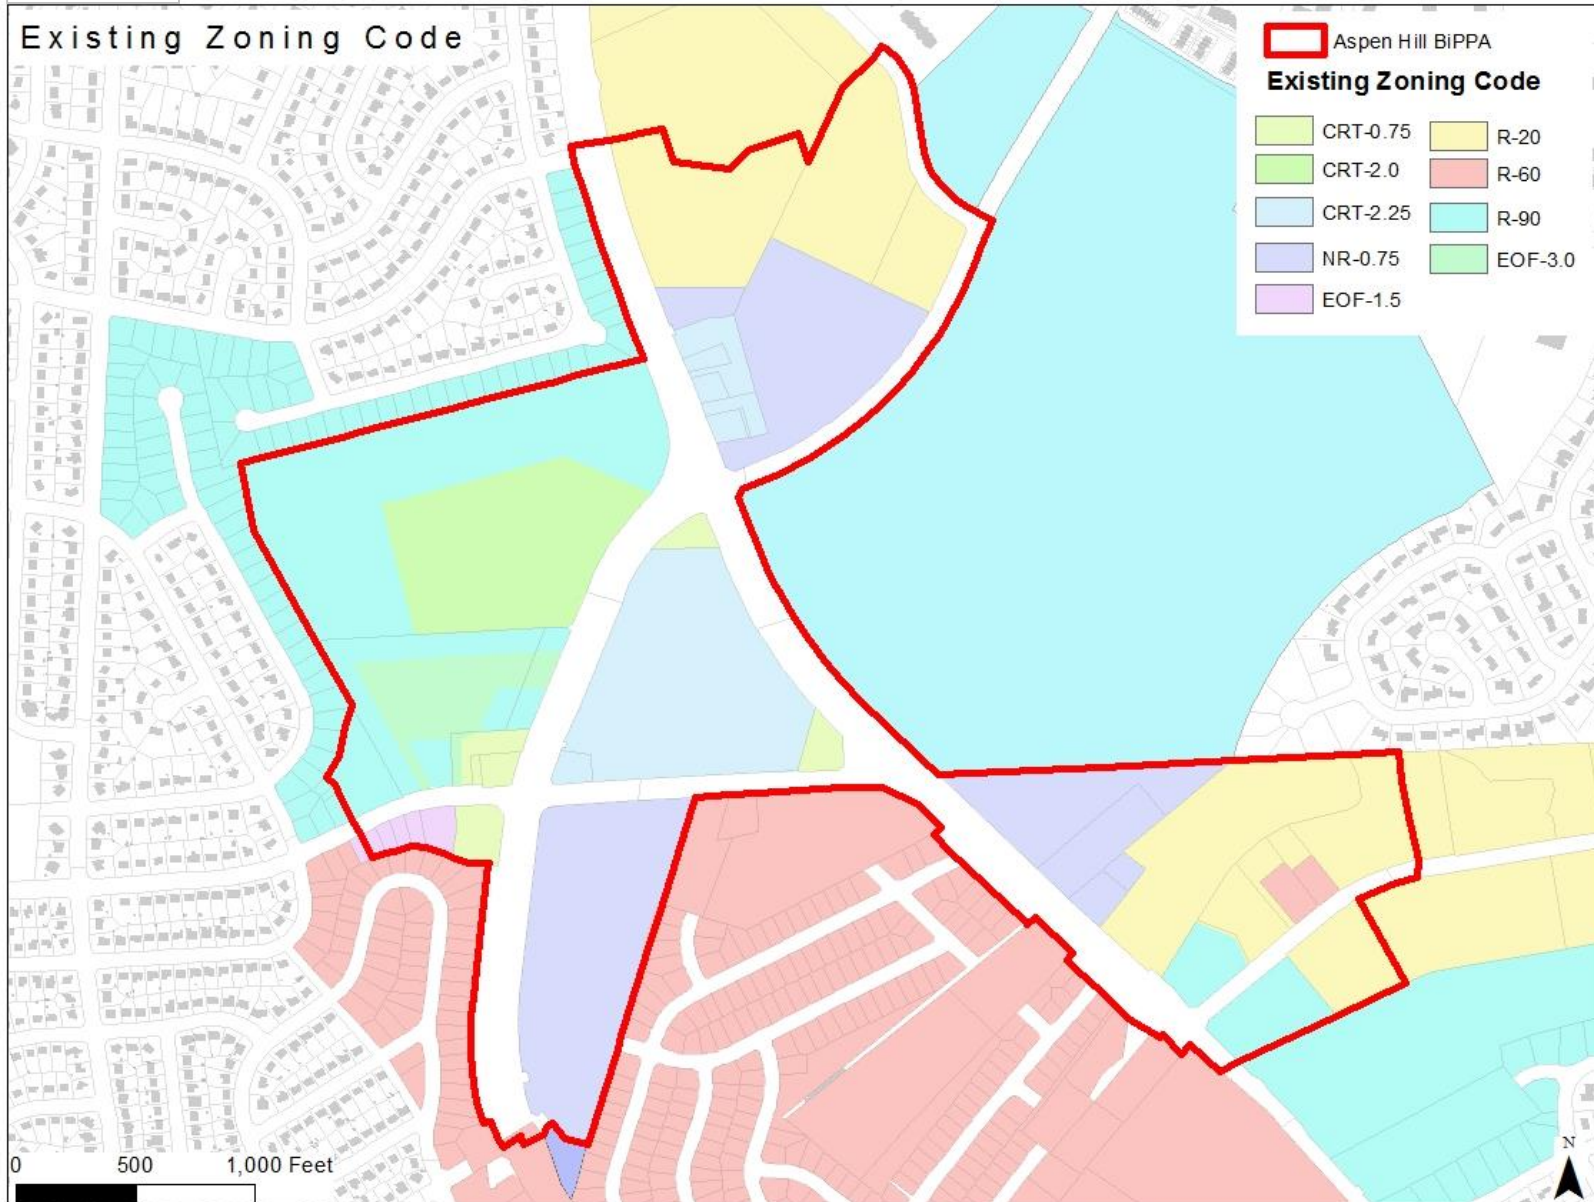 Existing Zoning Code
Aspen Hill BiPPA
Existing Zoning Code
CRT-0.75
CRT-2.0
CRT-2.25
NR-0.75
EOF-1.5
R-20
R-60
R-90
EOF-3.0
0 500 1,000 Feet
N